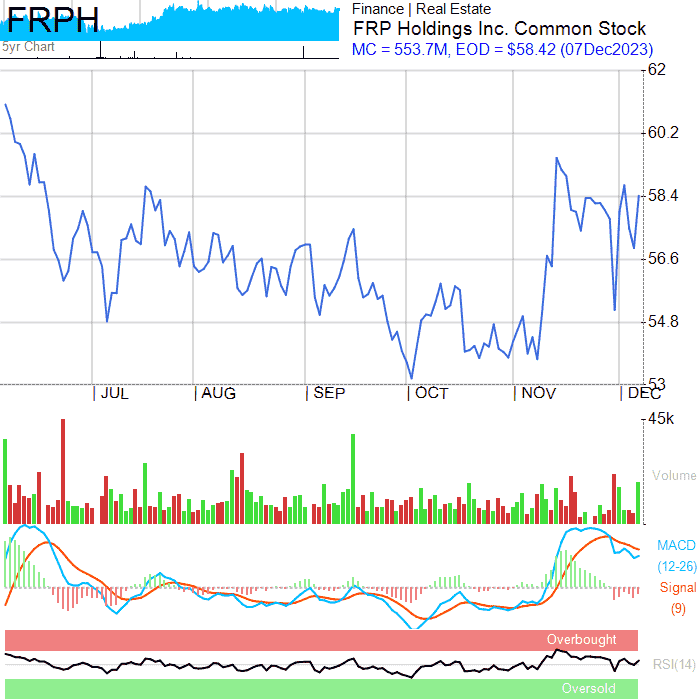 FRPH
5yr Chart
Finance | Real Estate
FRP Holdings Inc. Common Stock
MC = 553.7M, EOD = $58.42 (07Dec2023)
62
60.2
58.4
56.6
54.8
53
JUL
AUG
SEP
OCT
NOV
DEC
45k
Volume
MACD
(12-26)
Signal
(9)
Overbought
RSI(14)
Oversold